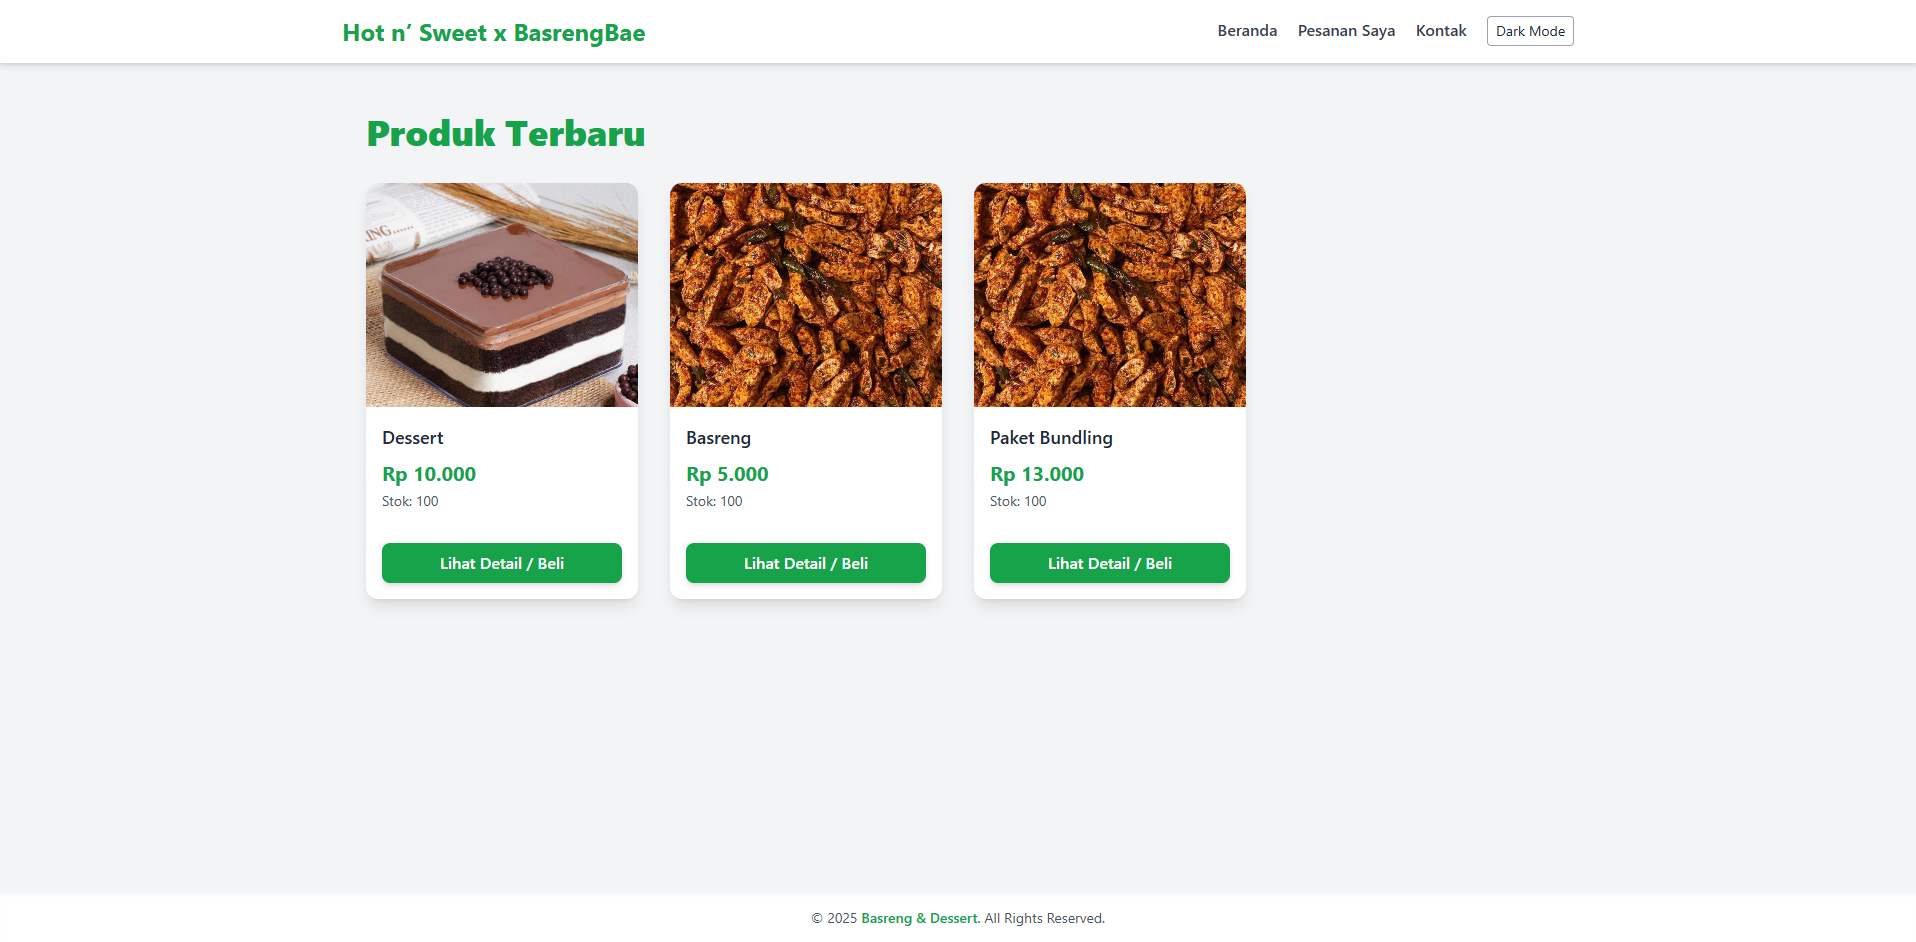 Hot n’ Sweet x BasrengBae
Beranda
Pesanan Saya
Kontak
Dark Mode
Produk Terbaru
Dessert
Rp 10.000
Stok: 100
Lihat Detail / Beli
Basreng
Rp 5.000
Stok: 100
Lihat Detail / Beli
Paket Bundling
Rp 13.000
Stok: 100
Lihat Detail / Beli
© 2025 Basreng & Dessert. All Rights Reserved.